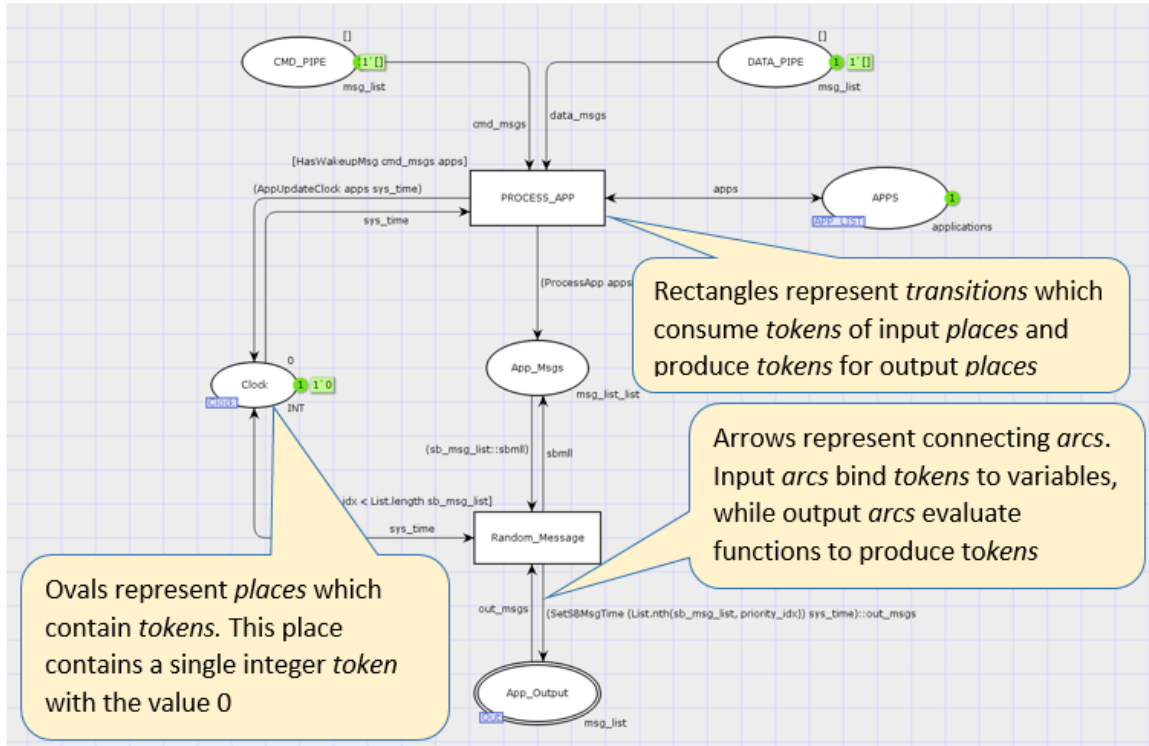 []
[]
CMD_PIPE
1`[]
DATA_PIPE
1
1`[]
msg_list
msg_list
cmd_msgs
data_msgs
[HasWakeupMsg cmd_msgs apps]
(AppUpdateClock apps sys_time)
PROCESS_APP
apps
APPS
1
sys_time
APP_LIST
applications
(ProcessApp apps
Rectangles represent transitions which
consume tokens of input places and
produce tokens for output places
0
Clock
1
1`0
Clock
INT
App_Msgs
msg_list_list
(sb_msg_list::sbmll)
sbmll
Arrows represent connecting arcs.
Input arcs bind tokens to variables,
while output arcs evaluate
functions to produce tokens
idx < List.length sb_msg_list]
sys_time
Random_Message
Ovals represent places which
contain tokens. This place
contains a single integer token
with the value 0
out_msgs
(SetSBMsgTime (List.nth(sb_msg_list, priority_idx)) sys_time)::out_msgs
App_Output
Out
msg_list